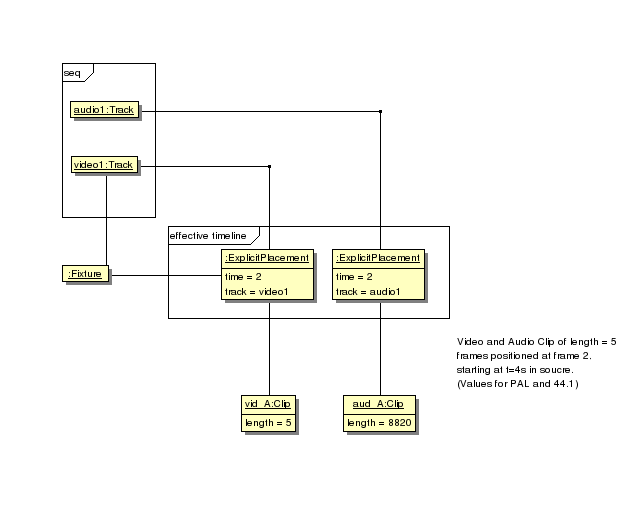 seq
audio1:Track
video1:Track
effective timeline
:ExplicitPlacement
time = 2
track = video1
:ExplicitPlacement
time = 2
track = audio1
:Fixture
Video and Audio Clip of length = 5
frames positioned at frame 2.
starting at t=4s in soucre.
(Values for PAL and 44.1)
vid_A:Clip
length = 5
aud_A:Clip
length = 8820